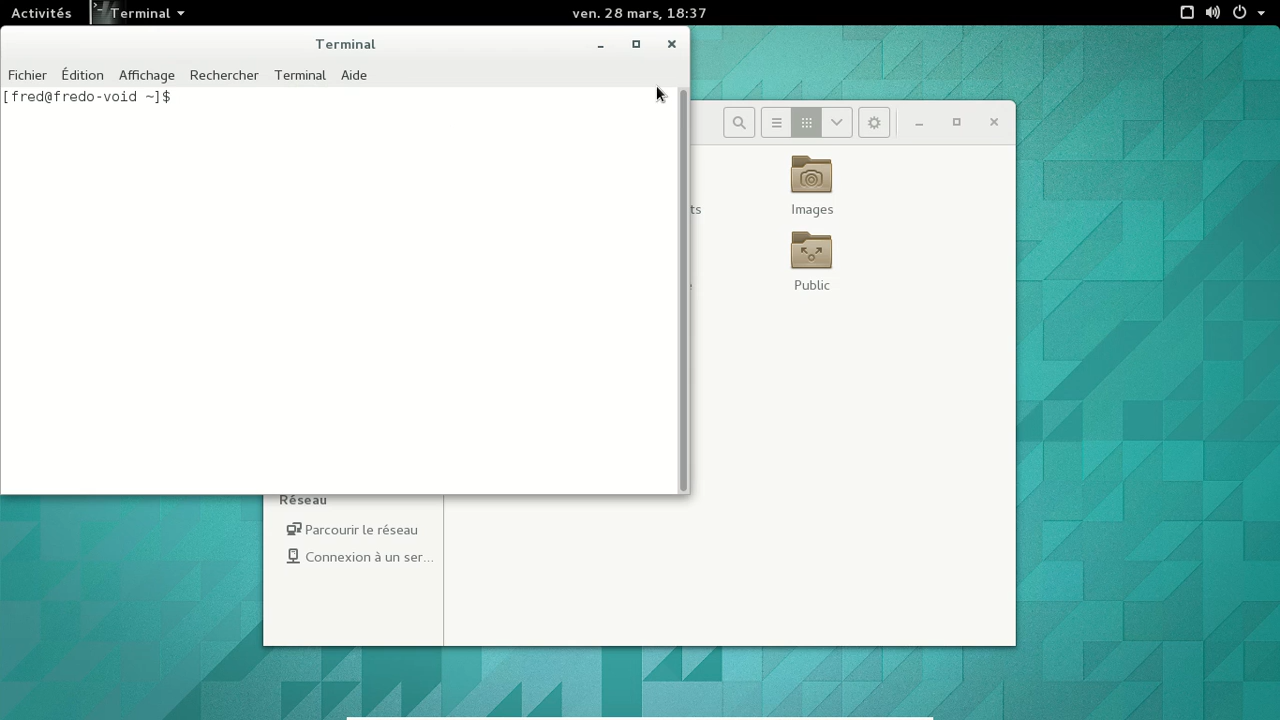 Activités
Terminal
ven. 28 mars, 18:37
Terminal
Fichier Édition Affichage Rechercher Terminal Aide
[fred@fredo-void ~]$
ts
Images
e
Public
Réseau
Parcourir le réseau
Connexion à un ser...